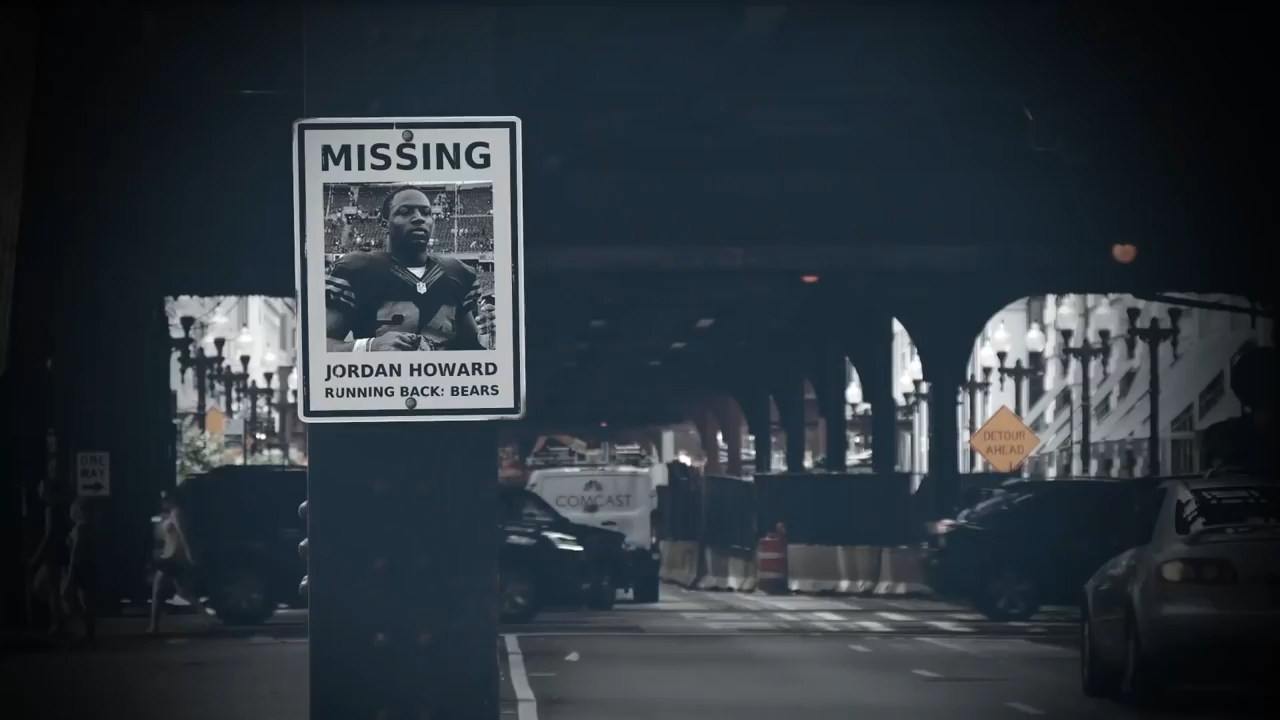 MISSING
JORDAN HOWARD
RUNNING BACK: BEARS
ONE
WAY
COMCAST
DETOUR
AHEAD